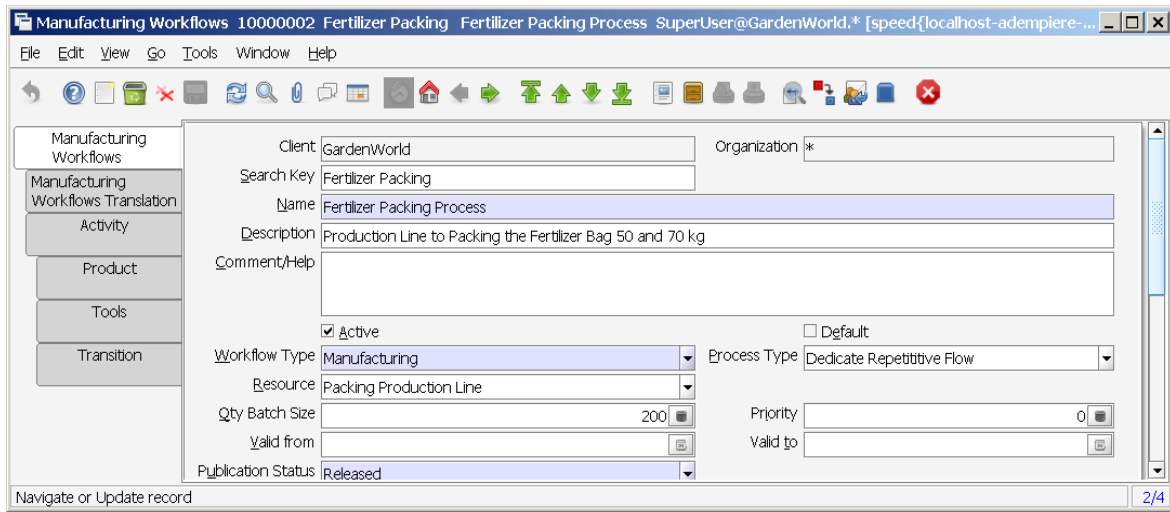 Manufacturing Workflows 10000002 Fertilizer Packing Fertilizer Packing Process SuperUser@GardenWorld.* [speed{localhost-adempiere-...
File Edit View Go Tools Window Help
Manufacturing Workflows
Manufacturing Workflows Translation
Activity
Product
Tools
Transition
Client GardenWorld Organization *
Search Key Fertilizer Packing
Name Fertilizer Packing Process
Description Production Line to Packing the Fertilizer Bag 50 and 70 kg
Comment/Help
Active Default
Workflow Type Manufacturing Process Type Dedicate Repetititive Flow
Resource Packing Production Line
Qty Batch Size 200 Priority 0
Valid from Valid to
Publication Status Released
Navigate or Update record 2/4